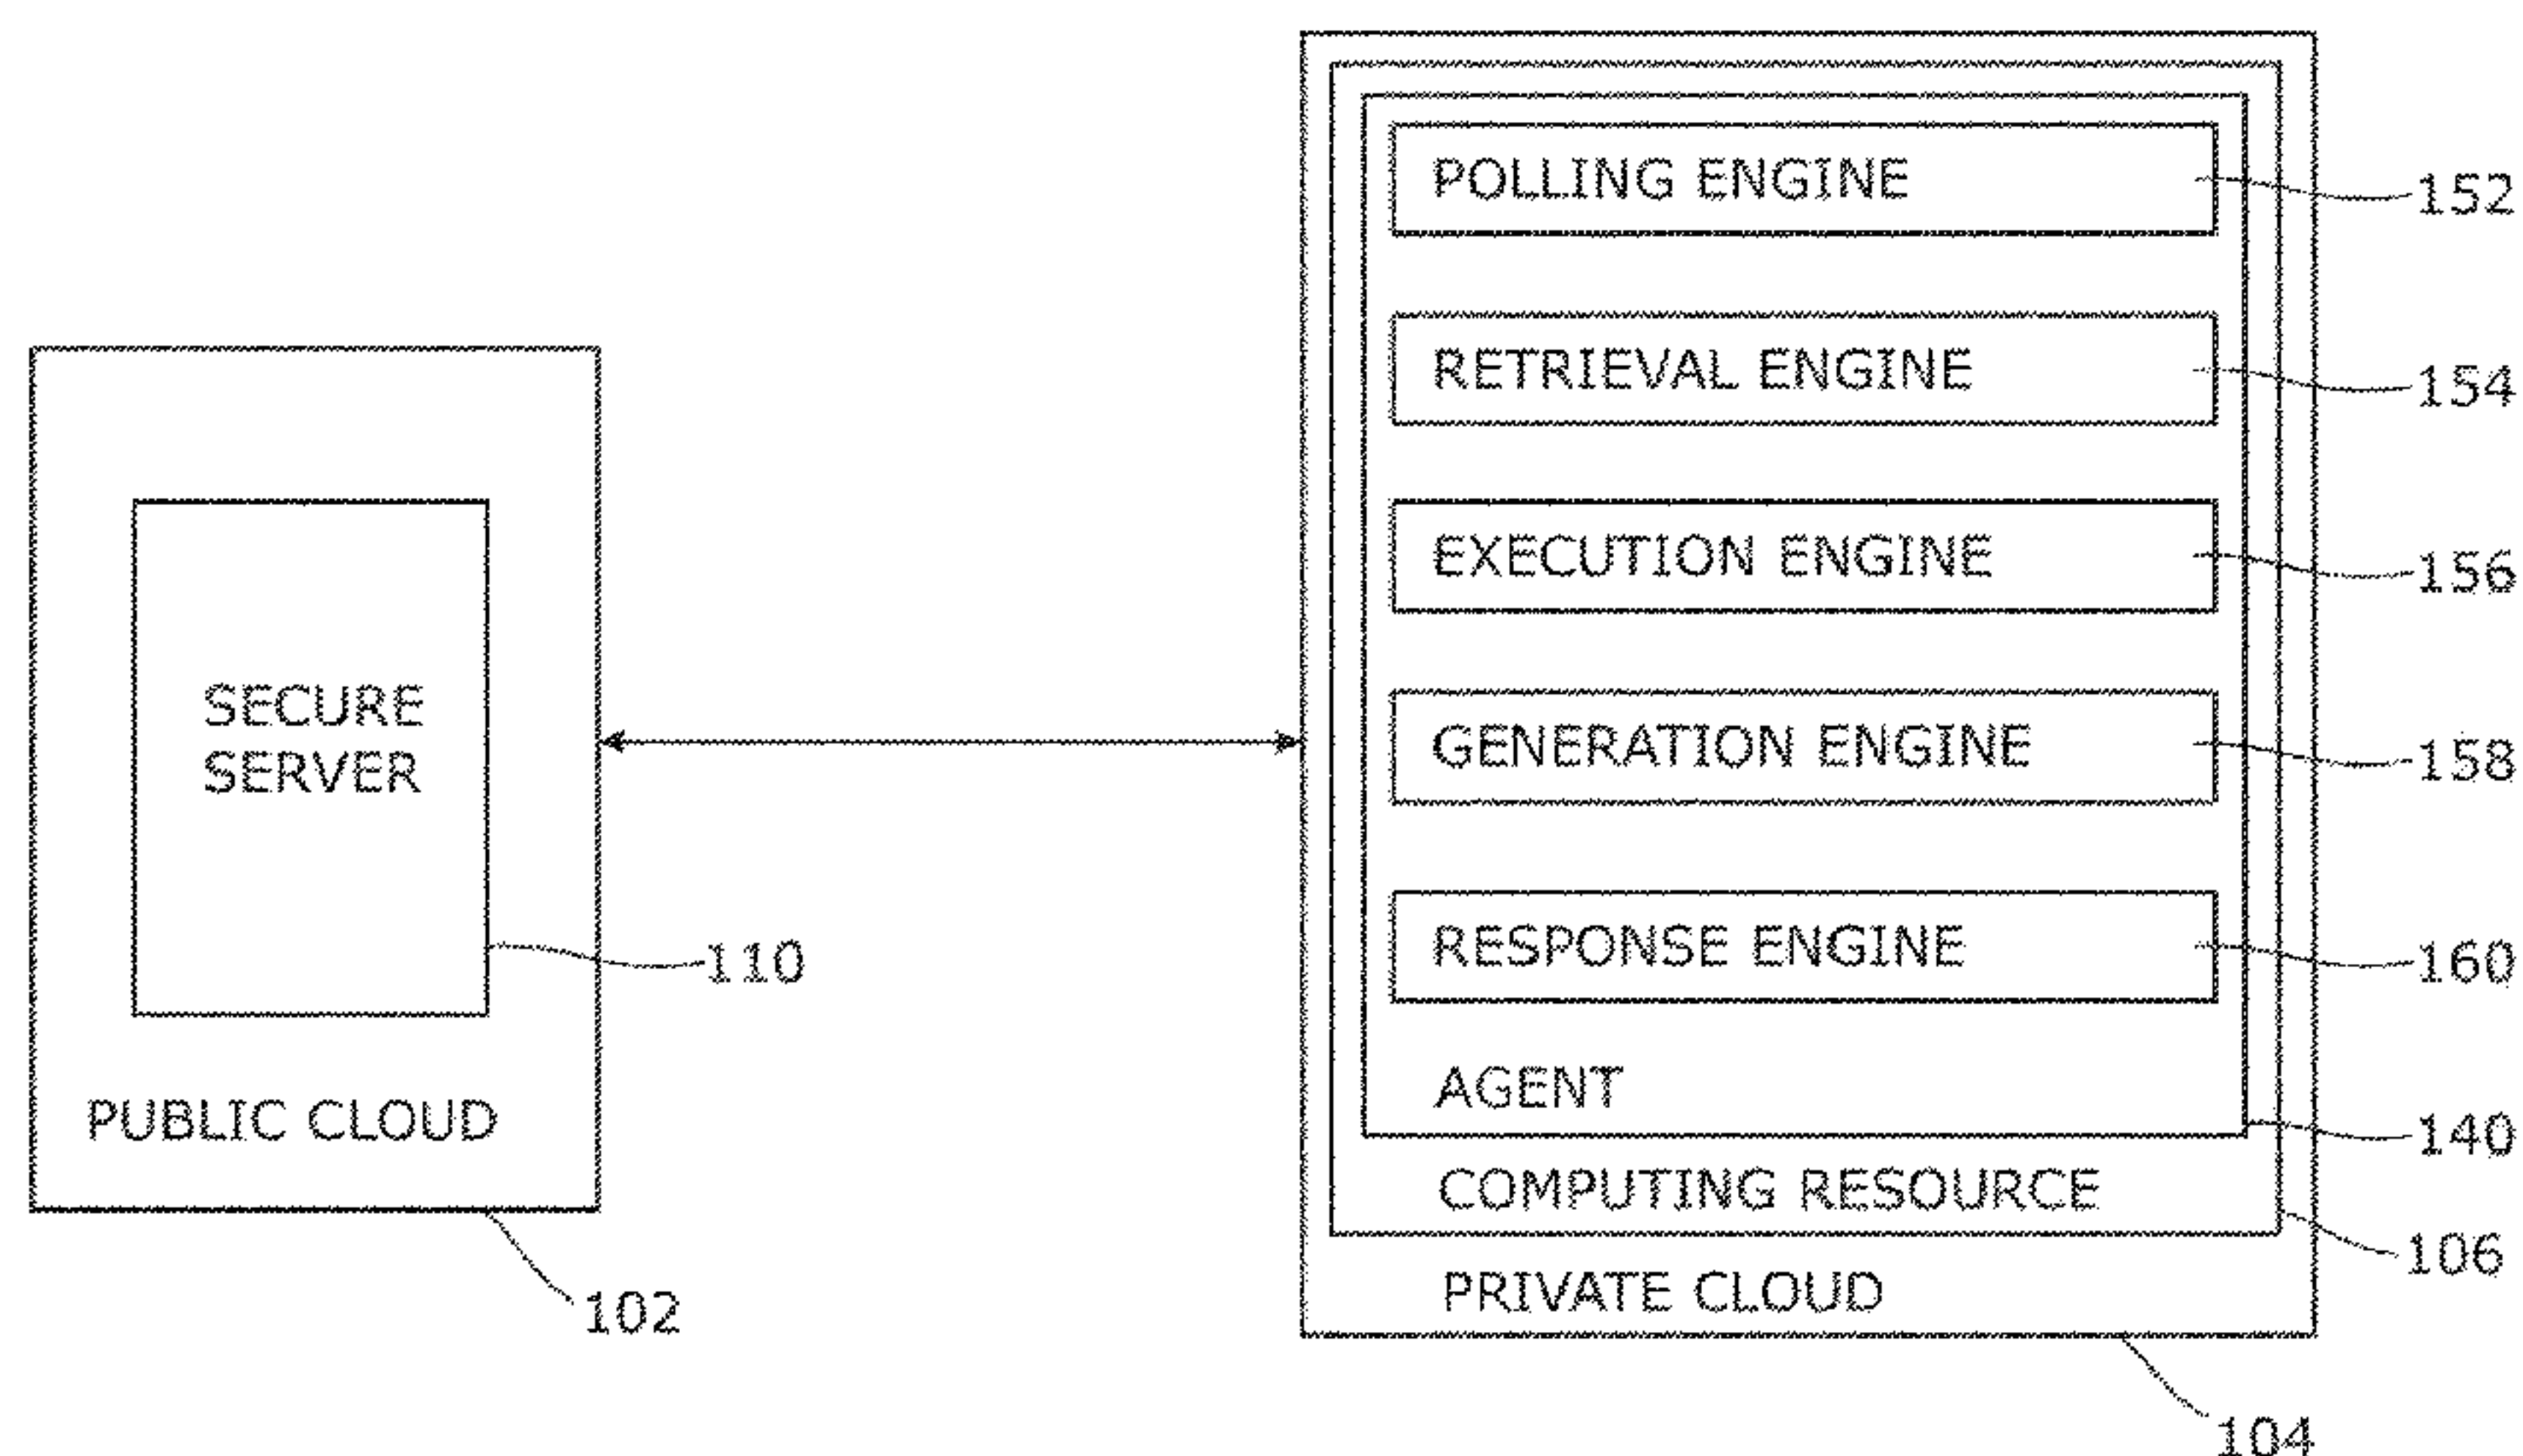 SECURE
SERVER
110
PUBLIC CLOUD
102
POLLING ENGINE
152
RETRIEVAL ENGINE
154
EXECUTION ENGINE
156
GENERATION ENGINE
158
RESPONSE ENGINE
160
AGENT
140
COMPUTING RESOURCE
106
PRIVATE CLOUD
104